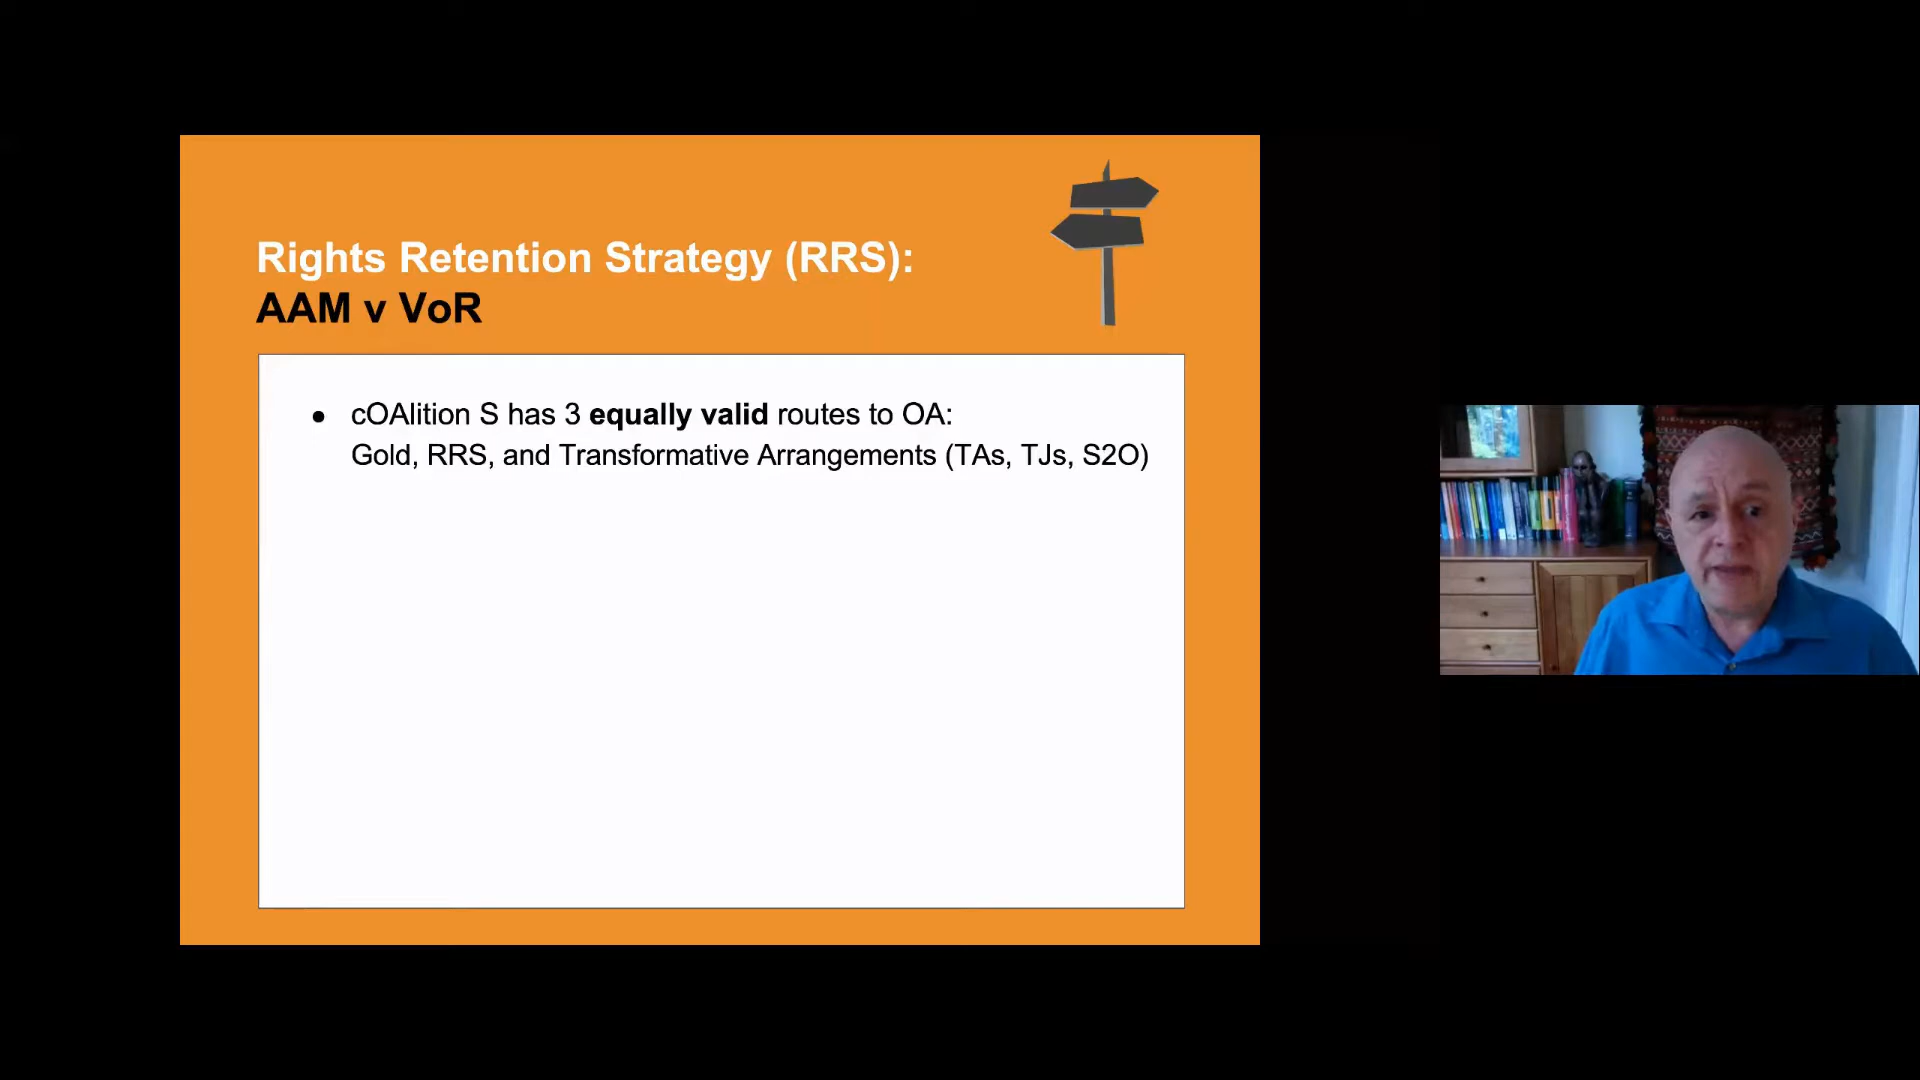 Rights Retention Strategy (RRS):
AAM v VoR
● cOAlition S has 3 equally valid routes to OA:
Gold, RRS, and Transformative Arrangements (TAs, TJs, S2O)